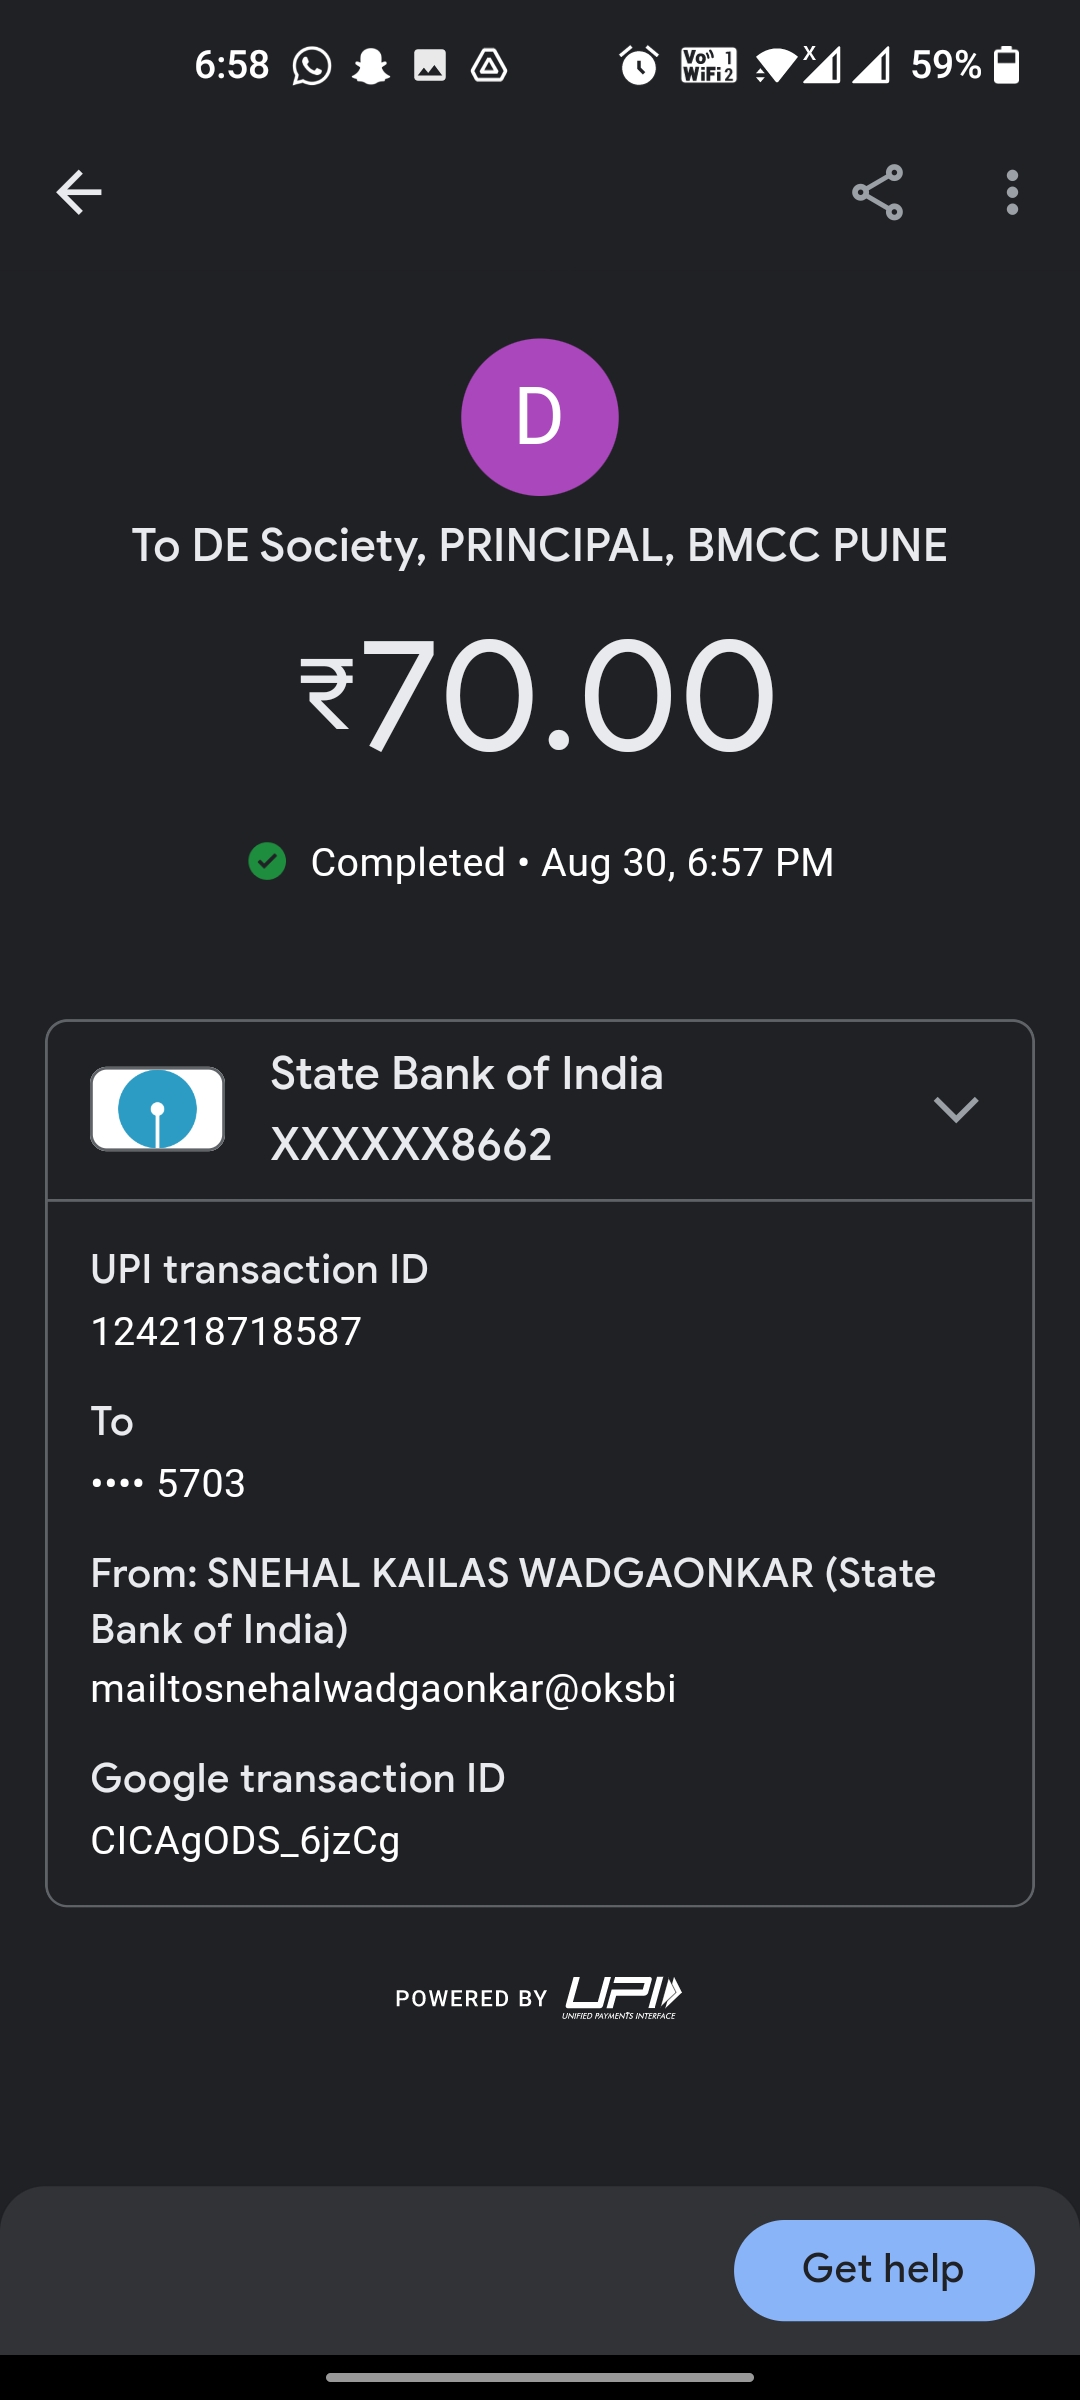 6:58 Vo 1 WiFi 2 X 59%
D
To DE Society, PRINCIPAL, BMCC PUNE
₹70.00
Completed • Aug 30, 6:57 PM
State Bank of India
XXXXXX8662
UPI transaction ID
124218718587
To
•••• 5703
From: SNEHAL KAILAS WADGAONKAR (State
Bank of India)
mailtosnehalwadgaonkar@oksbi
Google transaction ID
CICAgODS_6jzCg
POWERED BY UPI
UNIFIED PAYMENTS INTERFACE
Get help